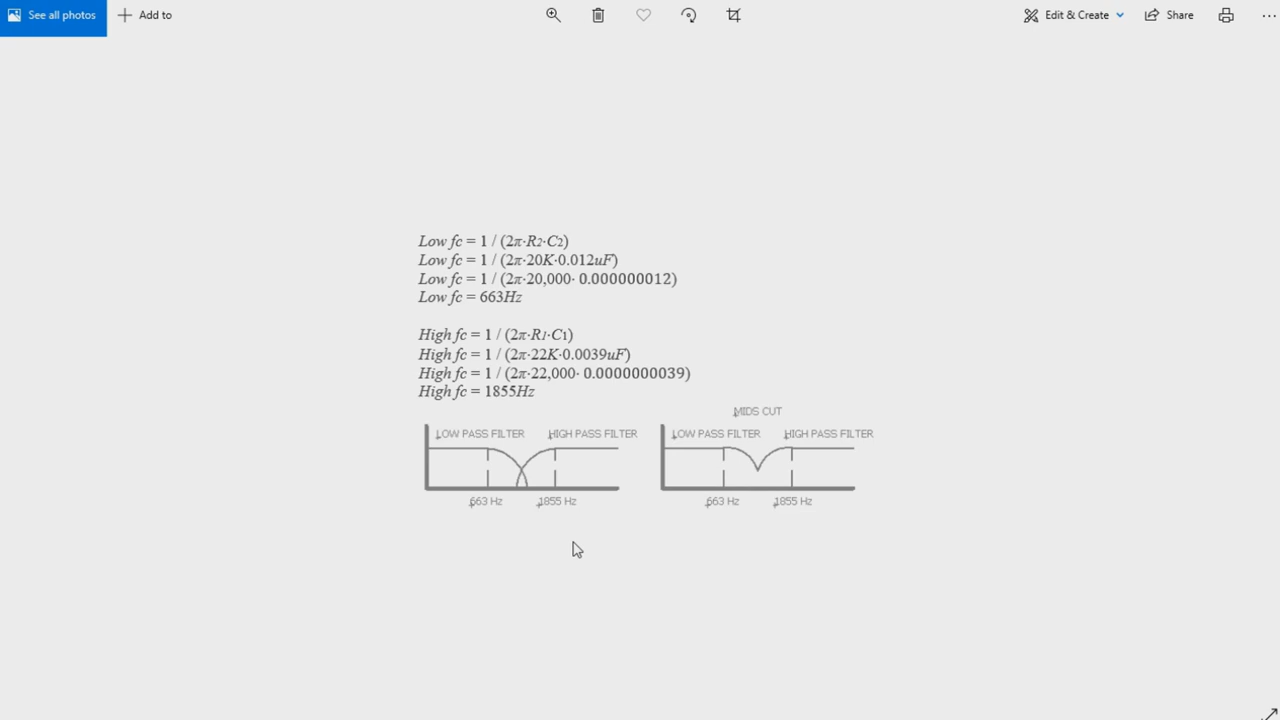 See all photos
Add to
Edit & Create
Share
Low fc = 1 / (2π·R2·C2)
Low fc = 1 / (2π·20K·0.012uF)
Low fc = 1 / (2π·20,000· 0.000000012)
Low fc = 663Hz
High fc = 1 / (2π·R1·C1)
High fc = 1 / (2π·22K·0.0039uF)
High fc = 1 / (2π·22,000· 0.0000000039)
High fc = 1855Hz
MIDS CUT
LOW PASS FILTER HIGH PASS FILTER LOW PASS FILTER HIGH PASS FILTER
663 Hz 1855 Hz 663 Hz 1855 Hz